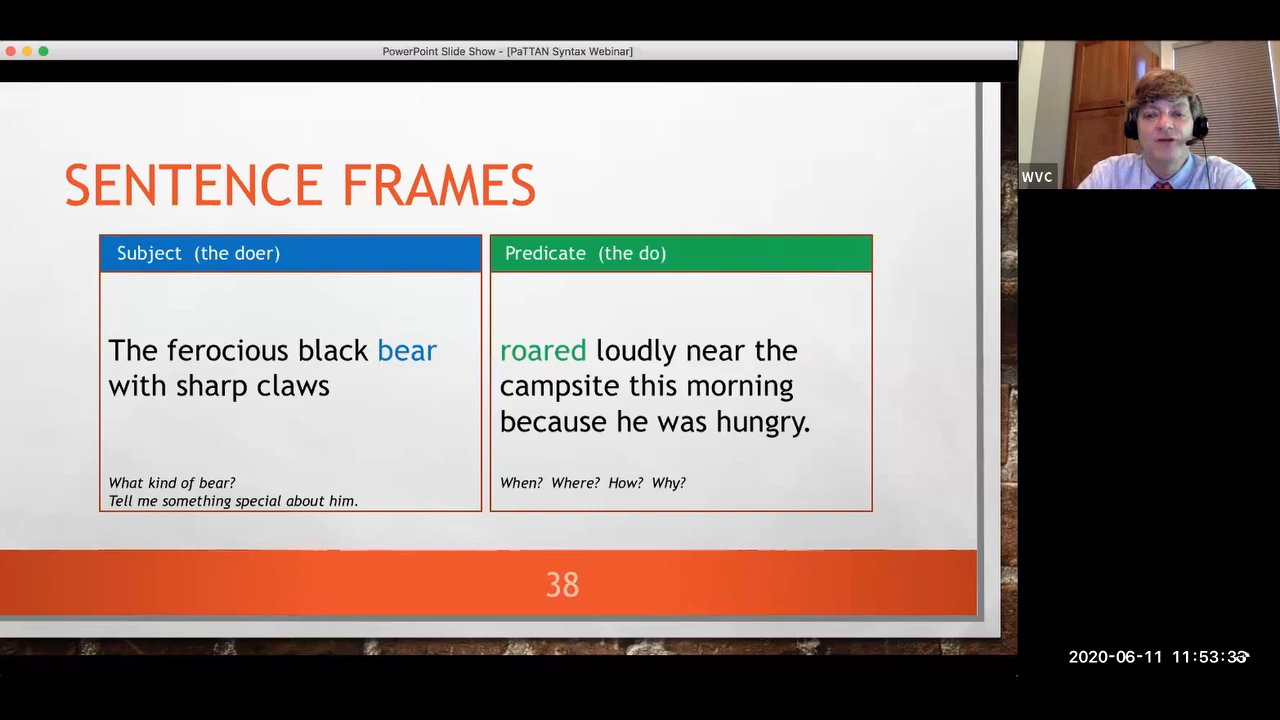 PowerPoint Slide Show - [PaTTAN Syntax Webinar]
WVC
SENTENCE FRAMES
Subject (the doer)
The ferocious black bear
with sharp claws
What kind of bear?
Tell me something special about him.
Predicate (the do)
roared loudly near the
campsite this morning
because he was hungry.
When? Where? How? Why?
38
2020-06-11